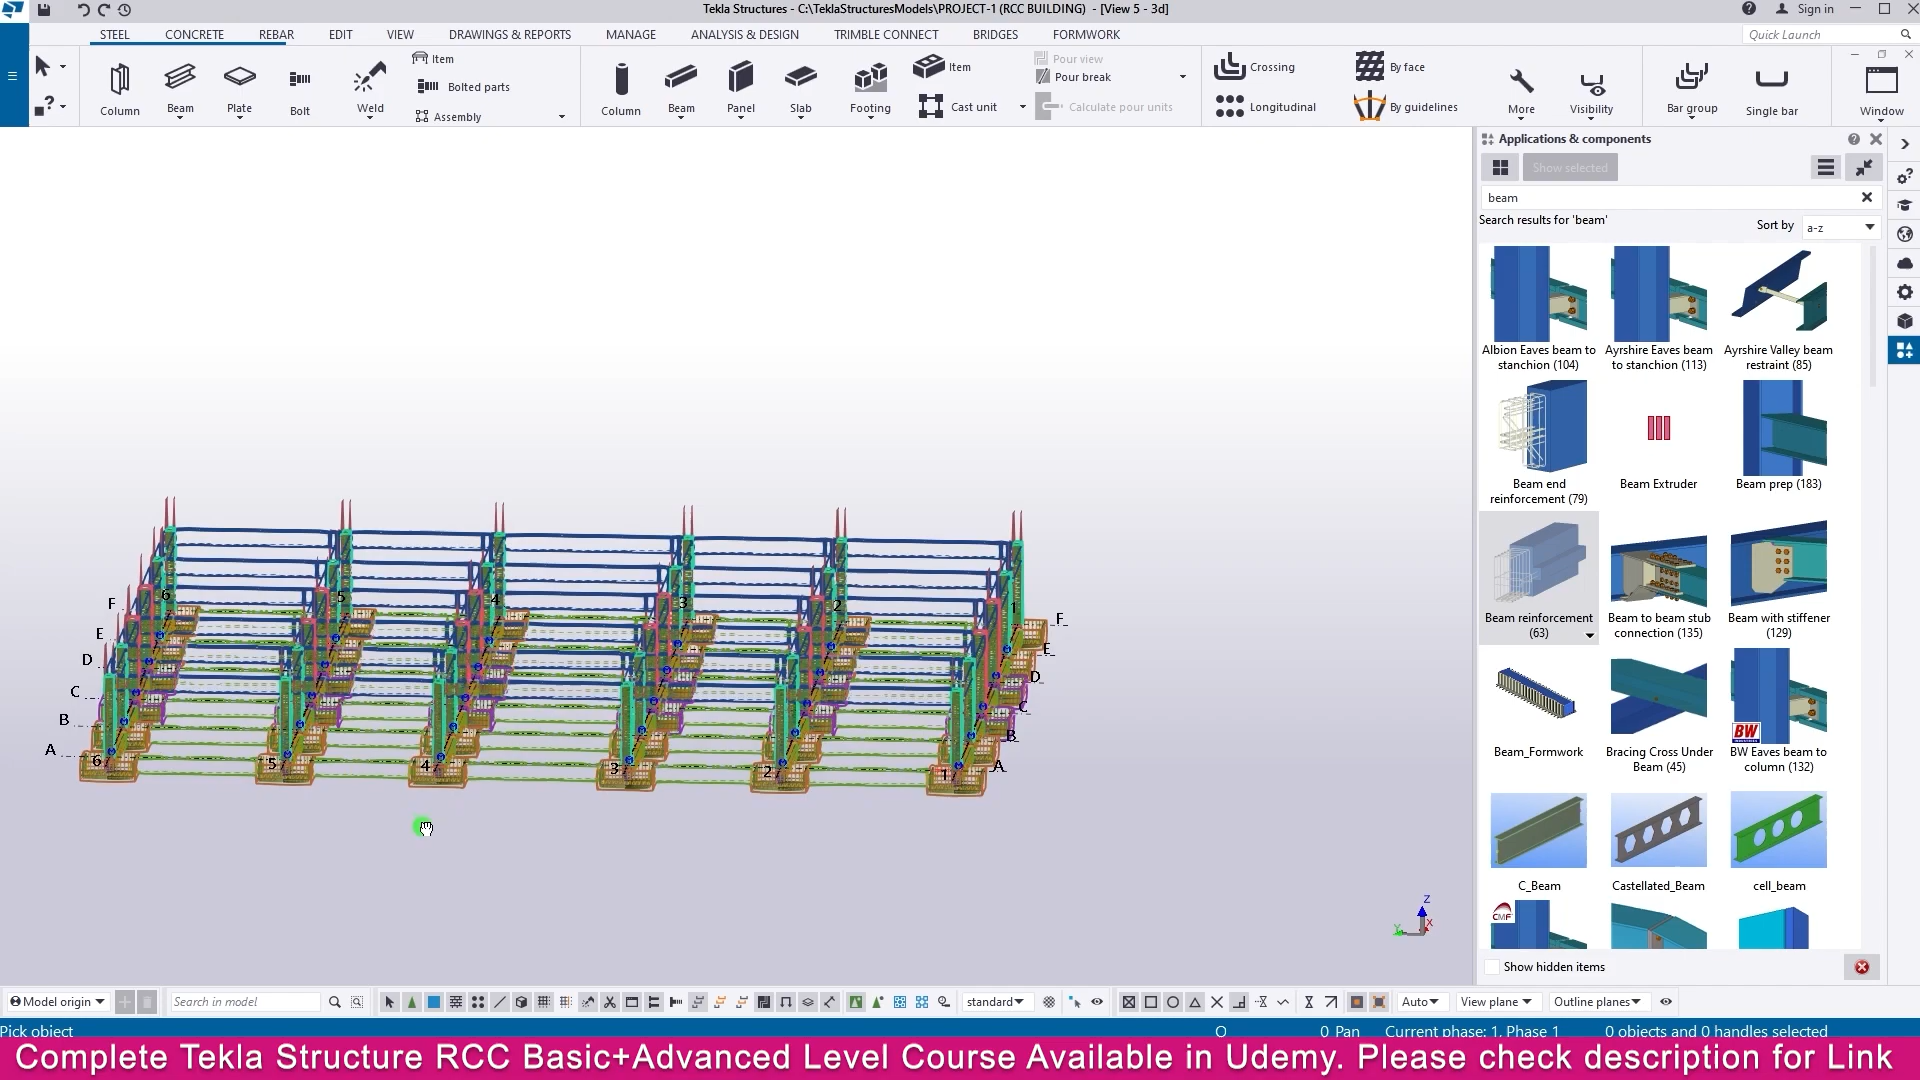 Tekla Structures - C:\TeklaStructuresModels\PROJECT-1 (RCC BUILDING) - [View 5 - 3d]
Sign in
STEEL CONCRETE REBAR EDIT VIEW DRAWINGS & REPORTS MANAGE ANALYSIS & DESIGN TRIMBLE CONNECT BRIDGES FORMWORK
Quick Launch
Column Beam Plate Bolt Weld
Item
Bolted parts
Assembly
Column Beam Panel Slab Footing
Item
Cast unit
Pour view
Pour break
Calculate pour units
Crossing
Longitudinal
By face
By guidelines
More Visibility Bar group Single bar Window
Applications & components
Show selected
beam
Search results for 'beam'
Sort by a-z
Albion Eaves beam to stanchion (104)
Ayrshire Eaves beam to stanchion (113)
Ayrshire Valley beam restraint (85)
Beam end reinforcement (79)
Beam Extruder
Beam prep (183)
Beam reinforcement (63)
Beam to beam stub connection (135)
Beam with stiffener (129)
Beam_Formwork
Bracing Cross Under Beam (45)
BW
BW Eaves beam to column (132)
C_Beam
Castellated_Beam
cell_beam
CMF
Show hidden items
6 5 4 3 2 1
F F
E E
D D
C C
B B
A A
6 5 4 3 2 1
Z
Y X
Model origin
Search in model
standard
Auto
View plane
Outline planes
Pick object
O
0 Pan
Current phase: 1, Phase 1
0 objects and 0 handles selected
Complete Tekla Structure RCC Basic+Advanced Level Course Available in Udemy. Please check description for Link